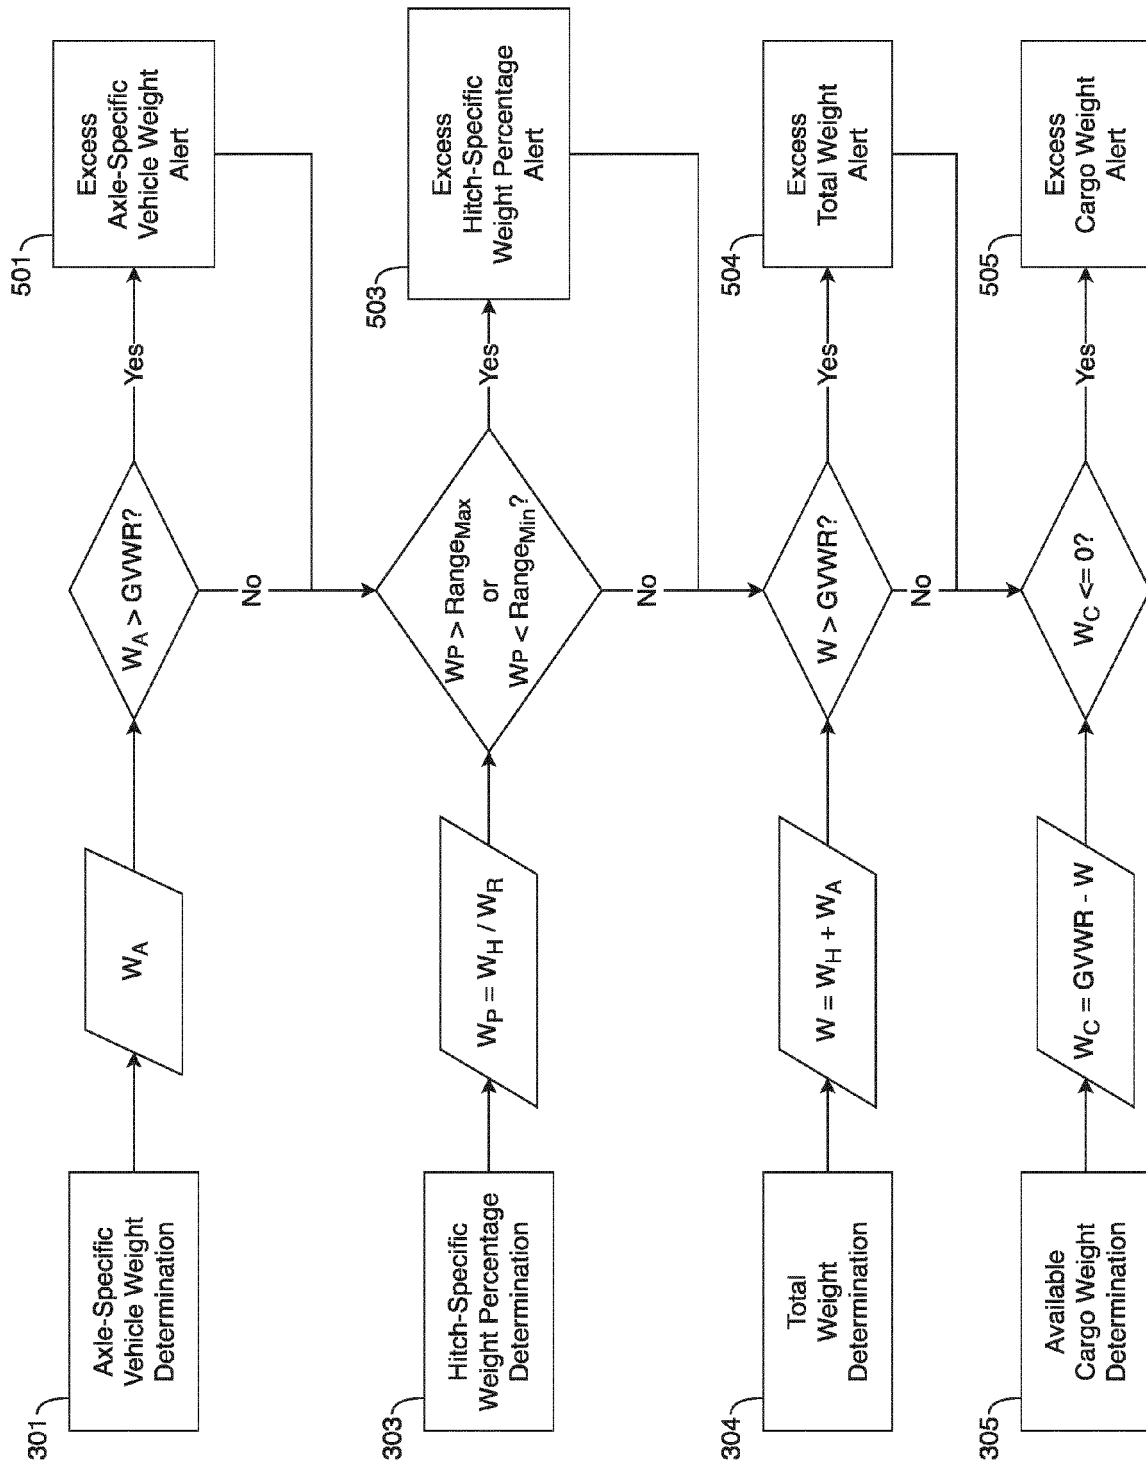 301
Axle-Specific
Vehicle Weight
Determination
W_A
W_A > GVWR?
Yes
No
501
Excess
Axle-Specific
Vehicle Weight
Alert
303
Hitch-Specific
Weight Percentage
Determination
W_P = W_H / W_R
W_P > Range_Max
or
W_P < Range_Min?
Yes
No
503
Excess
Hitch-Specific
Weight Percentage
Alert
304
Total
Weight
Determination
W = W_H + W_A
W > GVWR?
Yes
No
504
Excess
Total Weight
Alert
305
Available
Cargo Weight
Determination
W_C = GVWR - W
W_C <= 0?
Yes
505
Excess
Cargo Weight
Alert